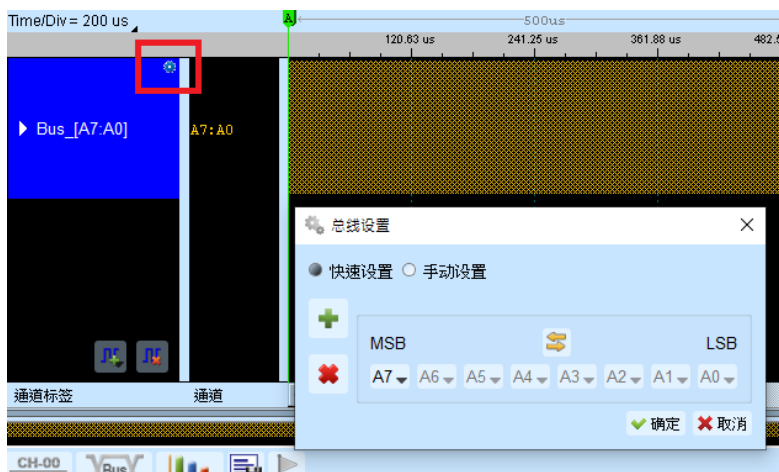 Time/Div = 200 us
A
500us
120.63 us 241.25 us 361.88 us 482.
Bus_[A7:A0]
A7:A0
总线设置
快速设置 手动设置
MSB LSB
A7 A6 A5 A4 A3 A2 A1 A0
确定 取消
通道标签 通道
CH-00 Bus